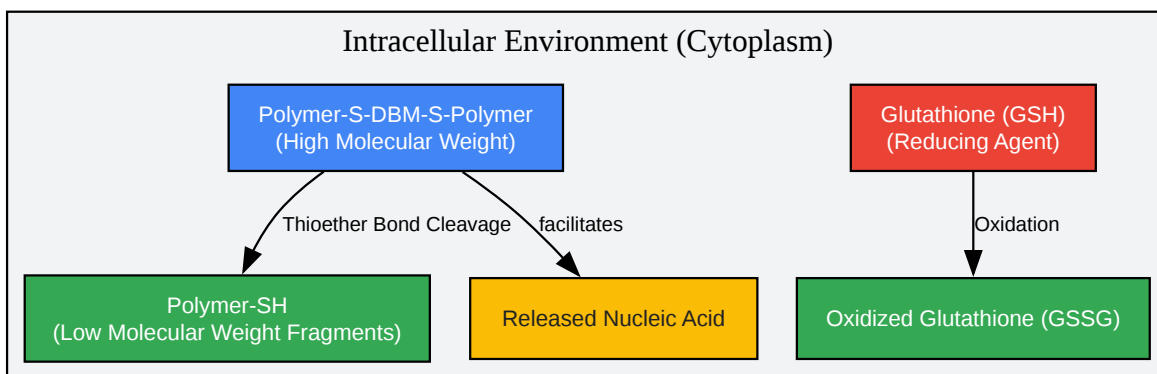 Intracellular Environment (Cytoplasm)
Polymer-S-DBM-S-Polymer
(High Molecular Weight)
Glutathione (GSH)
(Reducing Agent)
Thioether Bond Cleavage
facilitates
Oxidation
Polymer-SH
(Low Molecular Weight Fragments)
Released Nucleic Acid
Oxidized Glutathione (GSSG)